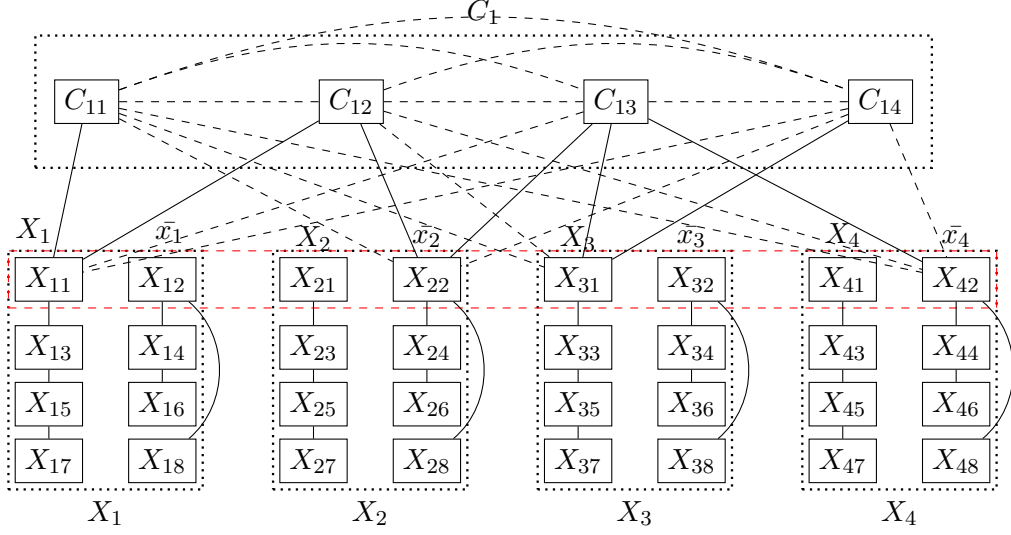 C₁
C₁₁ C₁₂ C₁₃ C₁₄
X₁ x̄₁ X₂ x̄₂ X₃ x̄₃ X₄ x̄₄
X₁₁ X₁₂ X₂₁ X₂₂ X₃₁ X₃₂ X₄₁ X₄₂
X₁₃ X₁₄ X₂₃ X₂₄ X₃₃ X₃₄ X₄₃ X₄₄
X₁₅ X₁₆ X₂₅ X₂₆ X₃₅ X₃₆ X₄₅ X₄₆
X₁₇ X₁₈ X₂₇ X₂₈ X₃₇ X₃₈ X₄₇ X₄₈
X₁ X₂ X₃ X₄